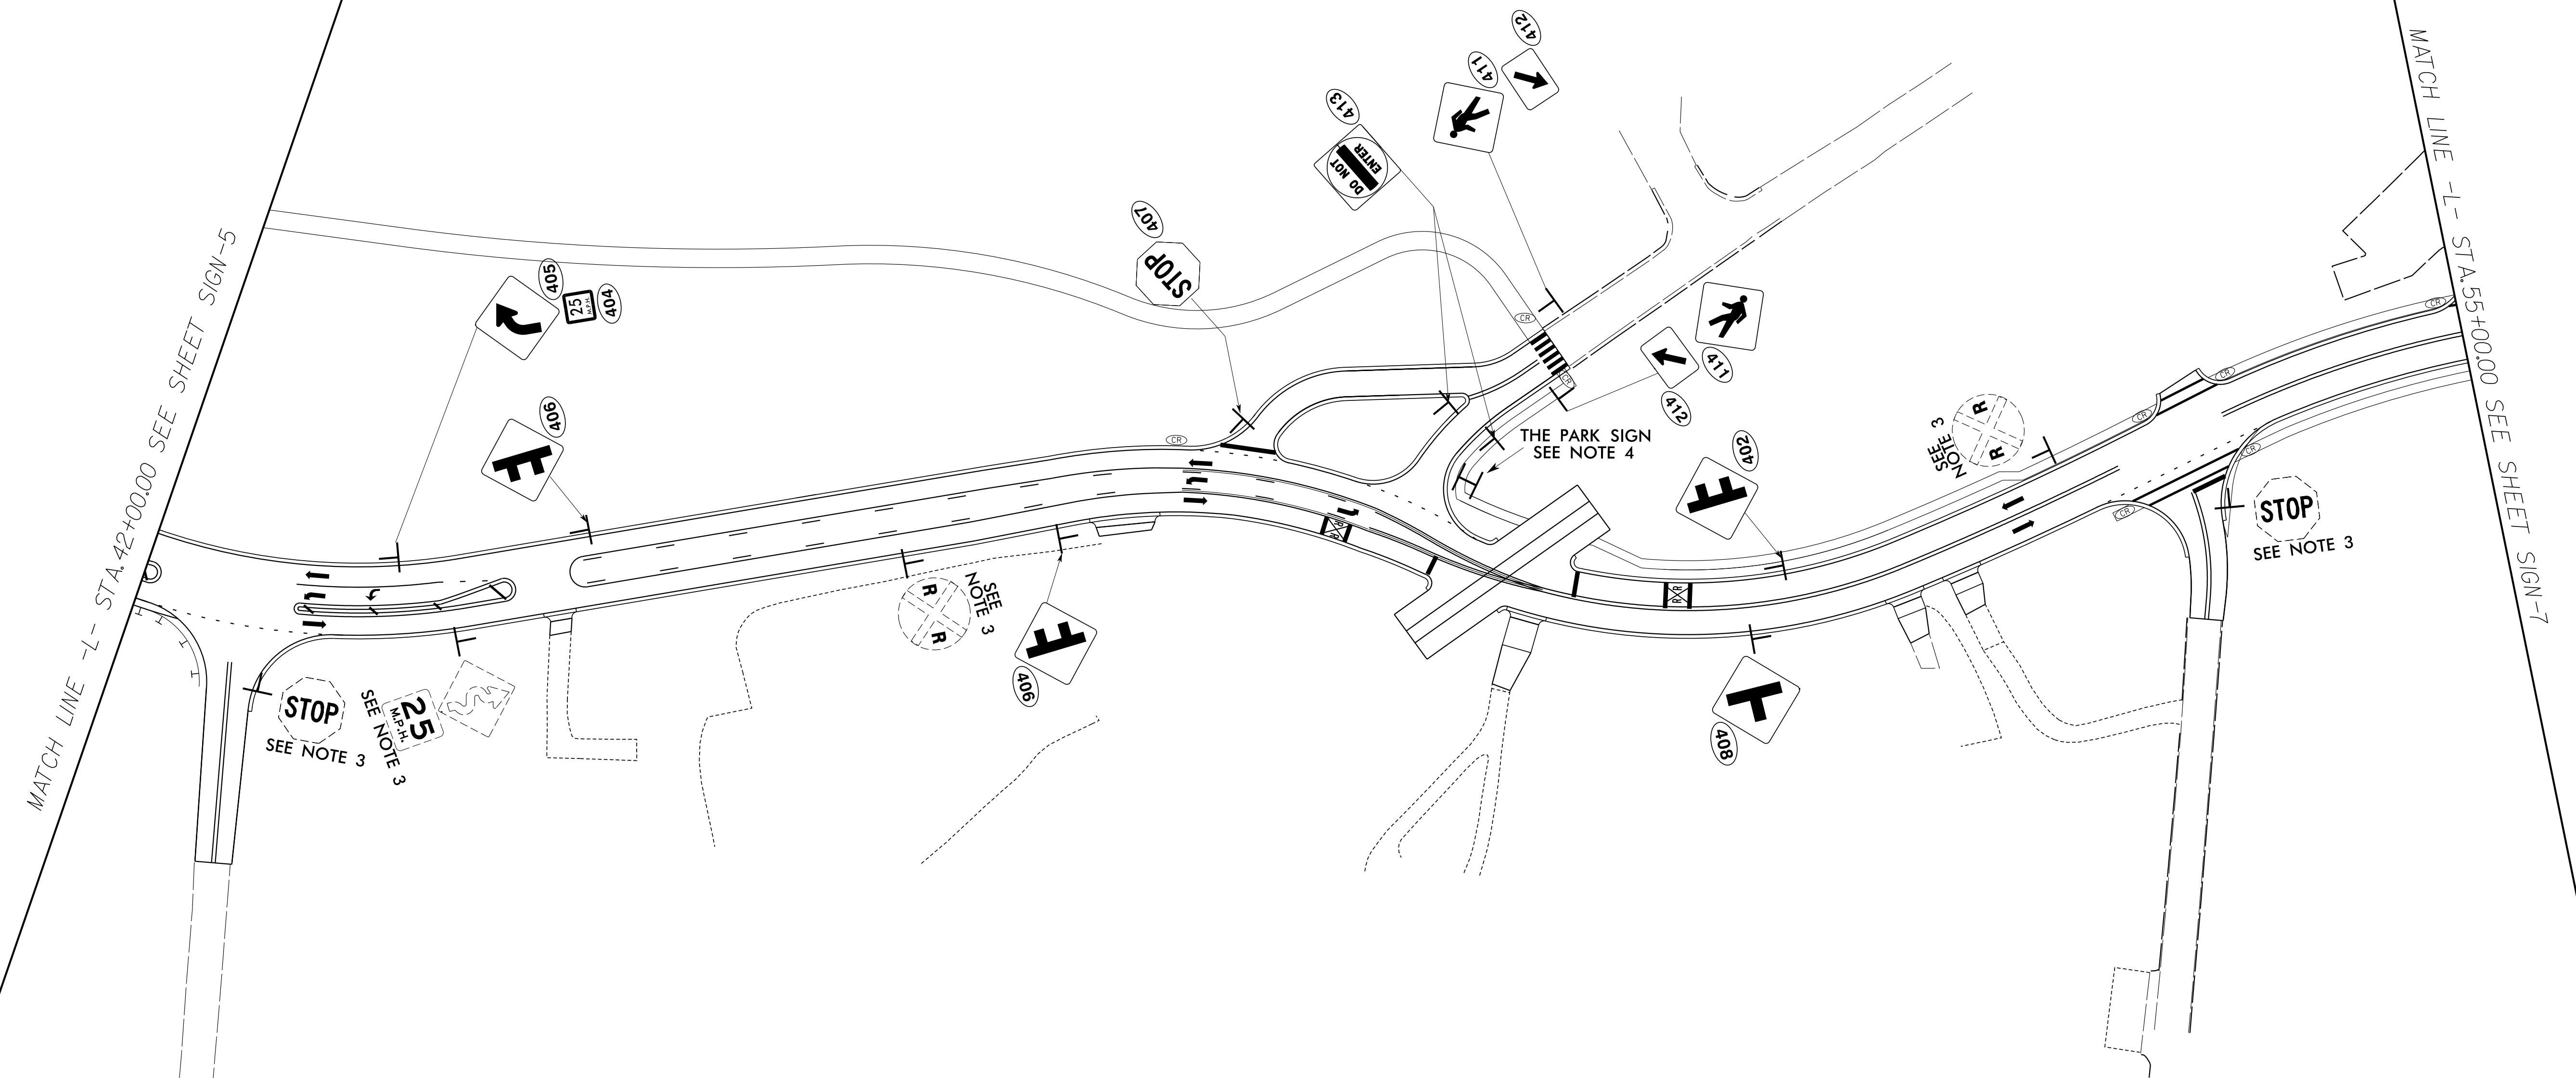 MATCH LINE -L- STA.42+00.00 SEE SHEET SIGN-5
405
25
M.P.H.
404
406
407
STOP
413
DO NOT
ENTER
411
412
CR
CR
CR
411
412
THE PARK SIGN
SEE NOTE 4
402
SEE
NOTE 3
R
R
CR
CR
CR
CR
CR
STOP
SEE NOTE 3
MATCH LINE -L- STA.55+00.00 SEE SHEET SIGN-7
STOP
SEE NOTE 3
25
M.P.H.
SEE NOTE 3
R
R
SEE
NOTE 3
406
R R
R R
408